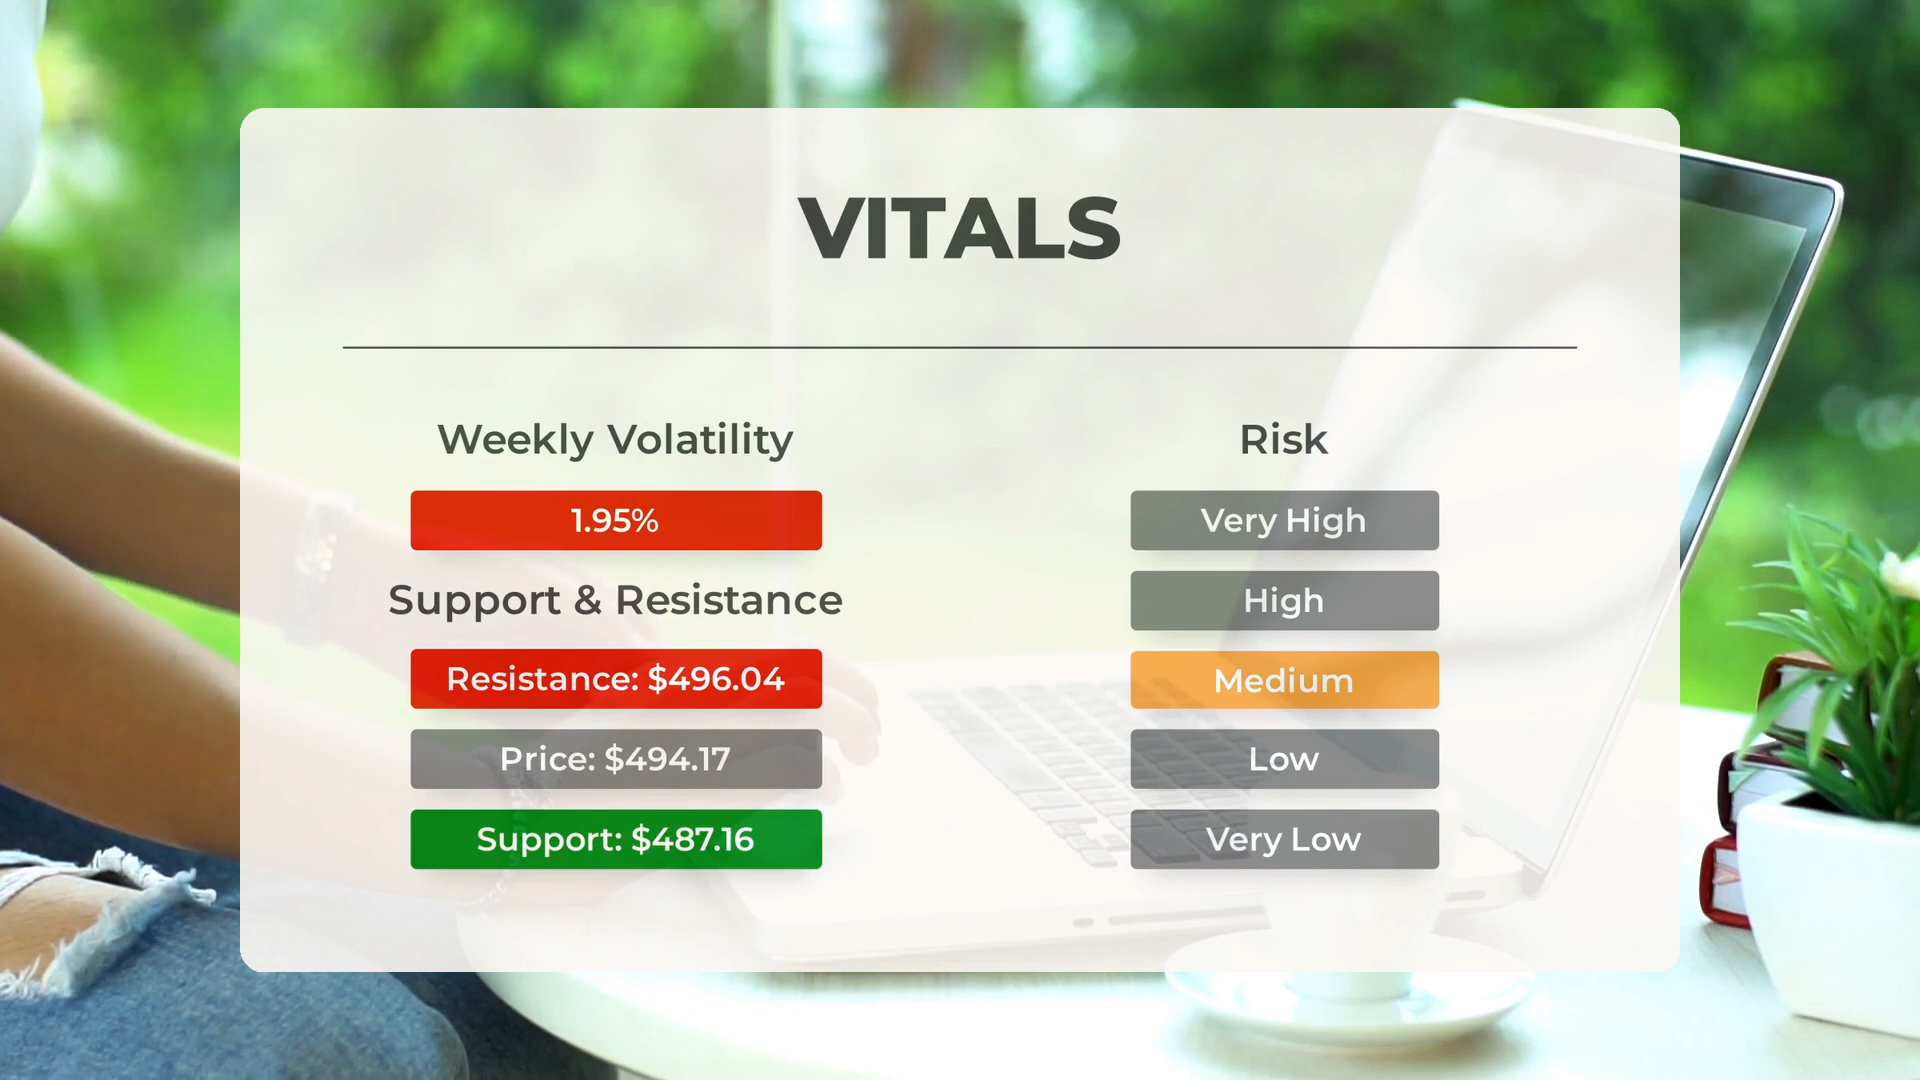 VITALS
Weekly Volatility
1.95%
Support & Resistance
Resistance: $496.04
Price: $494.17
Support: $487.16
Risk
Very High
High
Medium
Low
Very Low